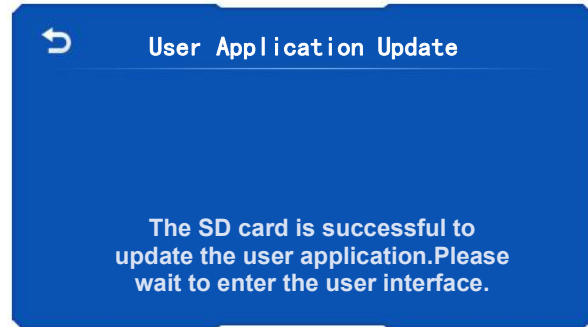 User Application Update
The SD card is successful to
update the user application.Please
wait to enter the user interface.